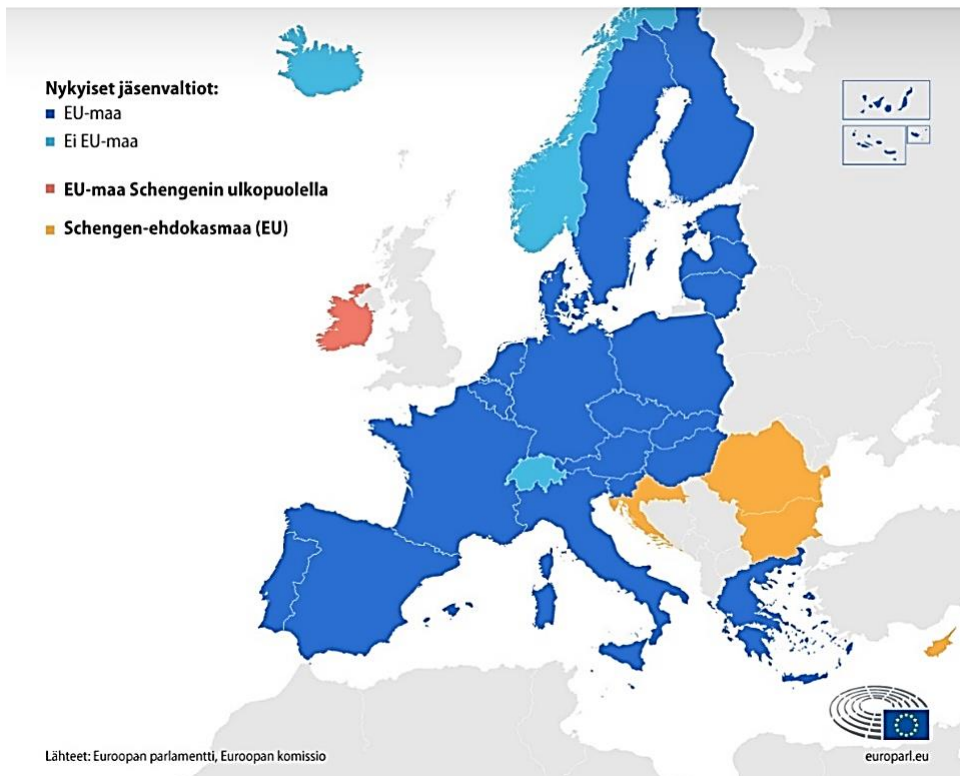 Nykyiset jäsenvaltiot:
EU-maa
Ei EU-maa
EU-maa Schengenin ulkopuolella
Schengen-ehdokasmaa (EU)
Lähteet: Euroopan parlamentti, Euroopan komissio
europarl.eu